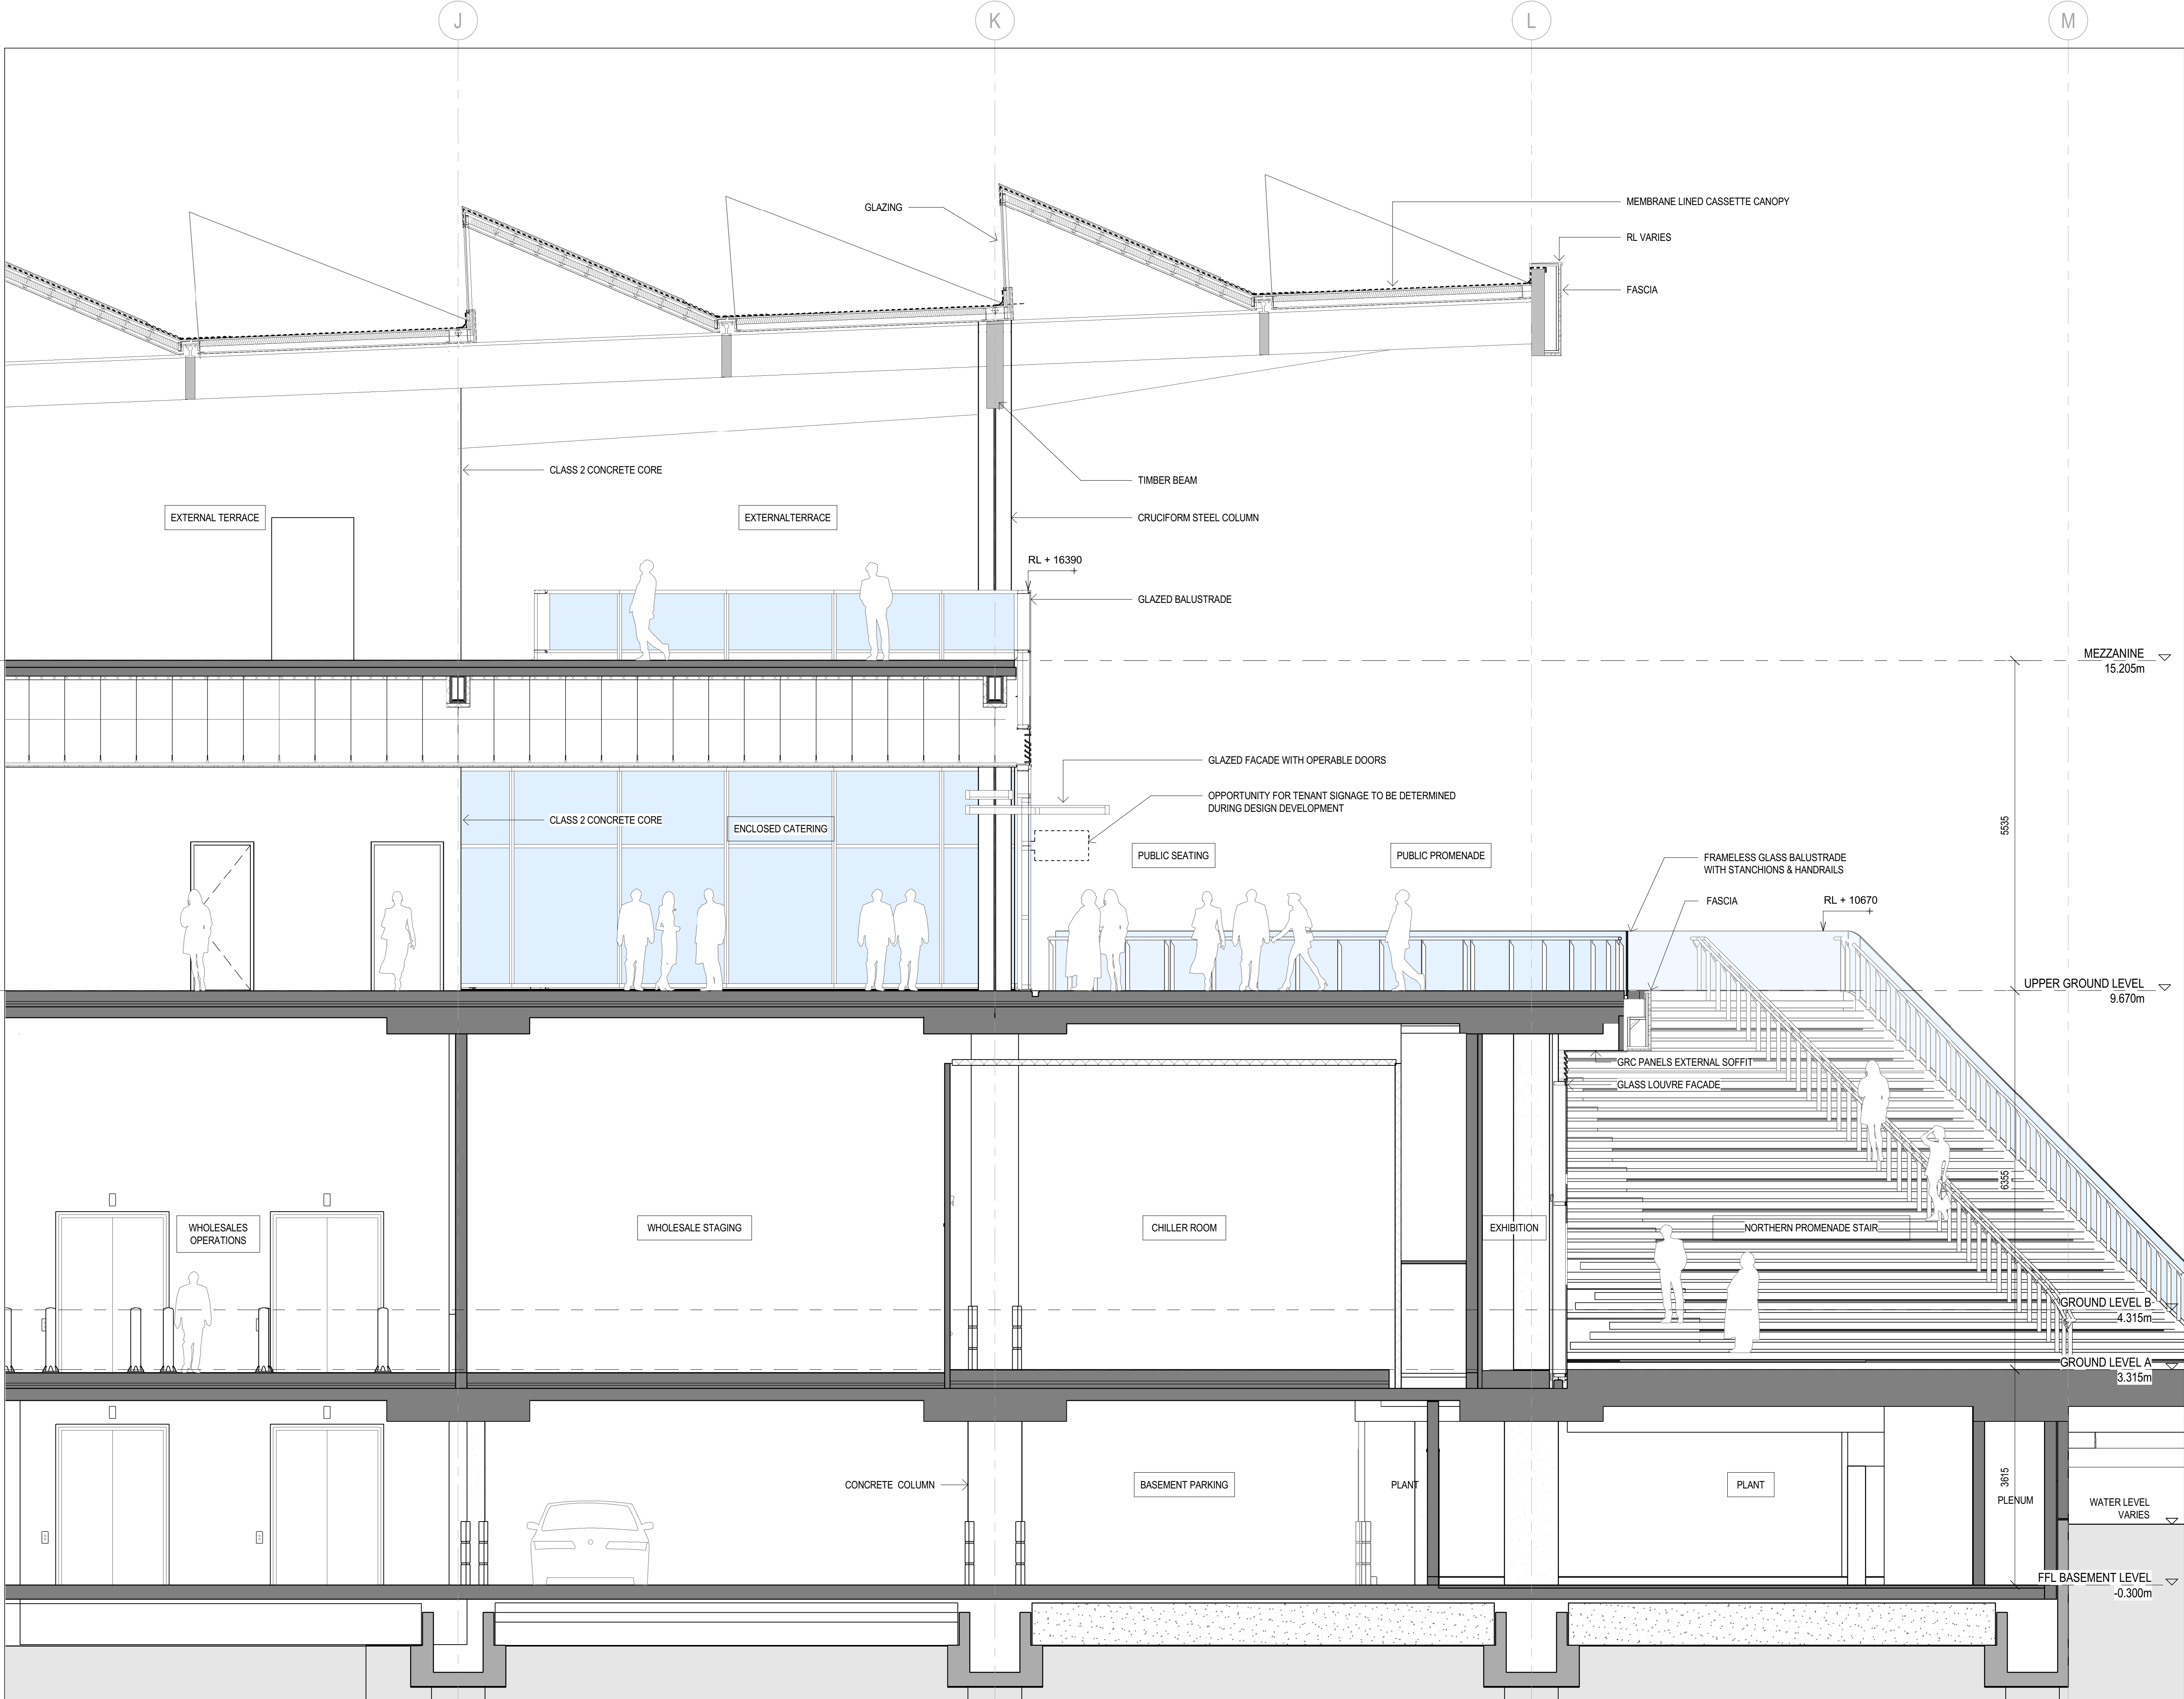 J
K
L
M
GLAZING
MEMBRANE LINED CASSETTE CANOPY
RL VARIES
FASCIA
CLASS 2 CONCRETE CORE
TIMBER BEAM
EXTERNAL TERRACE
EXTERNALTERRACE
CRUCIFORM STEEL COLUMN
RL + 16390
GLAZED BALUSTRADE
MEZZANINE
15.205m
GLAZED FACADE WITH OPERABLE DOORS
OPPORTUNITY FOR TENANT SIGNAGE TO BE DETERMINED
DURING DESIGN DEVELOPMENT
CLASS 2 CONCRETE CORE
ENCLOSED CATERING
5535
PUBLIC SEATING
PUBLIC PROMENADE
FRAMELESS GLASS BALUSTRADE
WITH STANCHIONS & HANDRAILS
FASCIA
RL + 10670
UPPER GROUND LEVEL
9.670m
GRC PANELS EXTERNAL SOFFIT
GLASS LOUVRE FACADE
6355
WHOLESALES
OPERATIONS
WHOLESALE STAGING
CHILLER ROOM
EXHIBITION
NORTHERN PROMENADE STAIR
GROUND LEVEL B
4.315m
GROUND LEVEL A
3.315m
CONCRETE COLUMN
BASEMENT PARKING
PLANT
PLANT
3615
PLENUM
WATER LEVEL
VARIES
FFL BASEMENT LEVEL
-0.300m